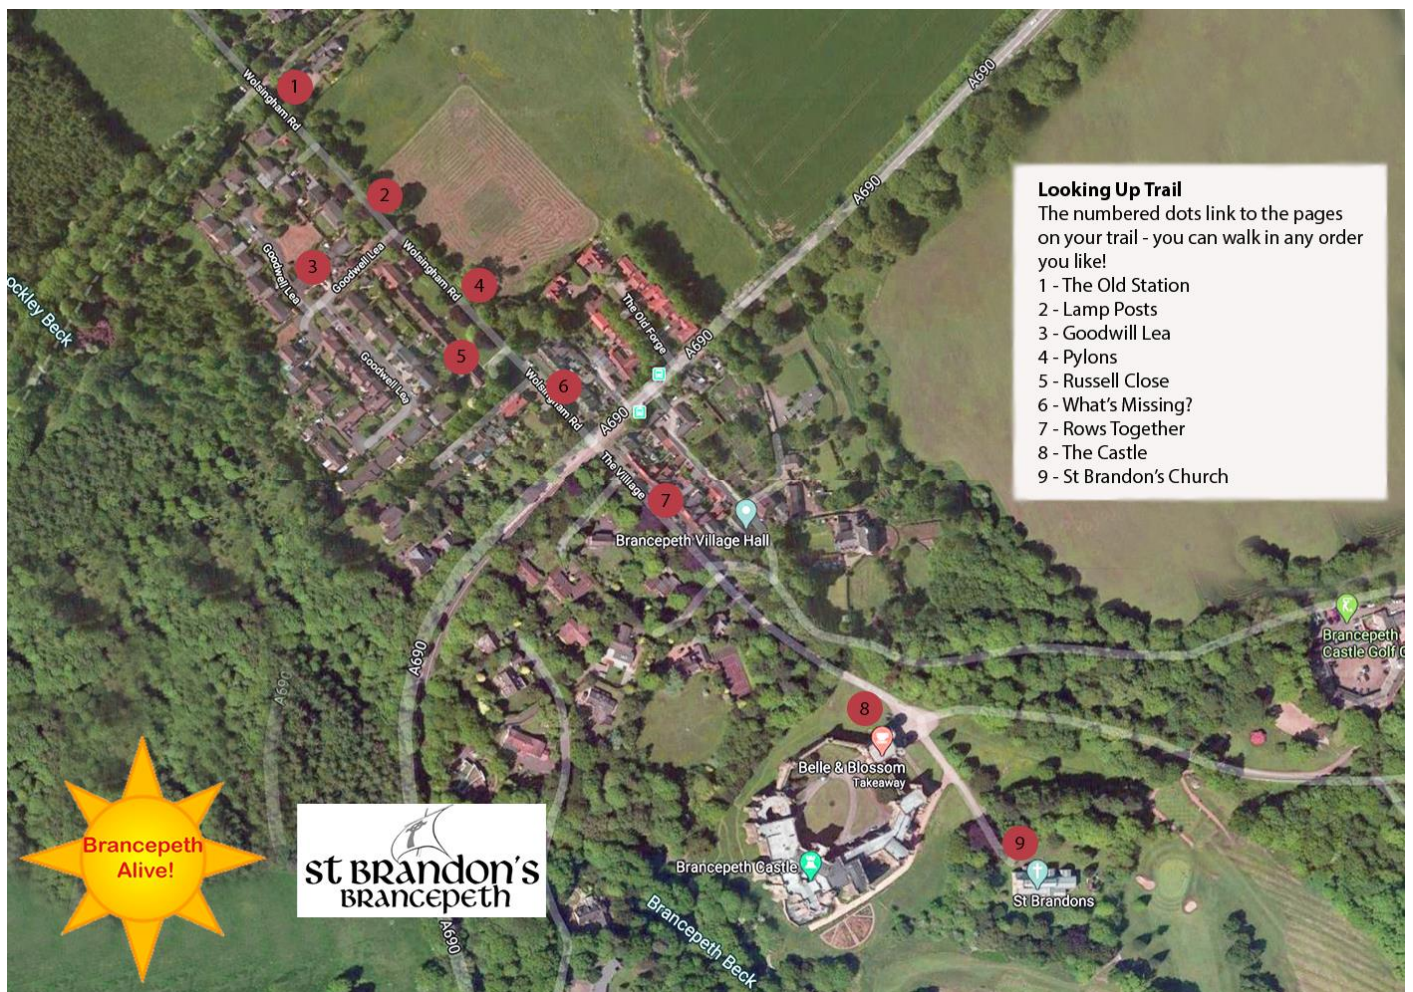 1
Wolsingham Rd
A690
A690
2
Goodwell Lea
Goodwell Lea
3
Wolsingham Rd
4
ockley Beck
The Old Forge
A690
Goodwell Lea
5
6
Wolsingham Rd
A690
The Village
7
Brancepeth Village Hall
Looking Up Trail
The numbered dots link to the pages
on your trail - you can walk in any order
you like!
1 - The Old Station
2 - Lamp Posts
3 - Goodwill Lea
4 - Pylons
5 - Russell Close
6 - What's Missing?
7 - Rows Together
8 - The Castle
9 - St Brandon's Church
Brancepeth
Castle Golf C
A690
A690
8
Belle & Blossom
Takeaway
Brancepeth Castle
9
St Brandons
Brancepeth
Alive!
ST BRANDON'S
BRANCEPETH
A690
Brancepeth Beck